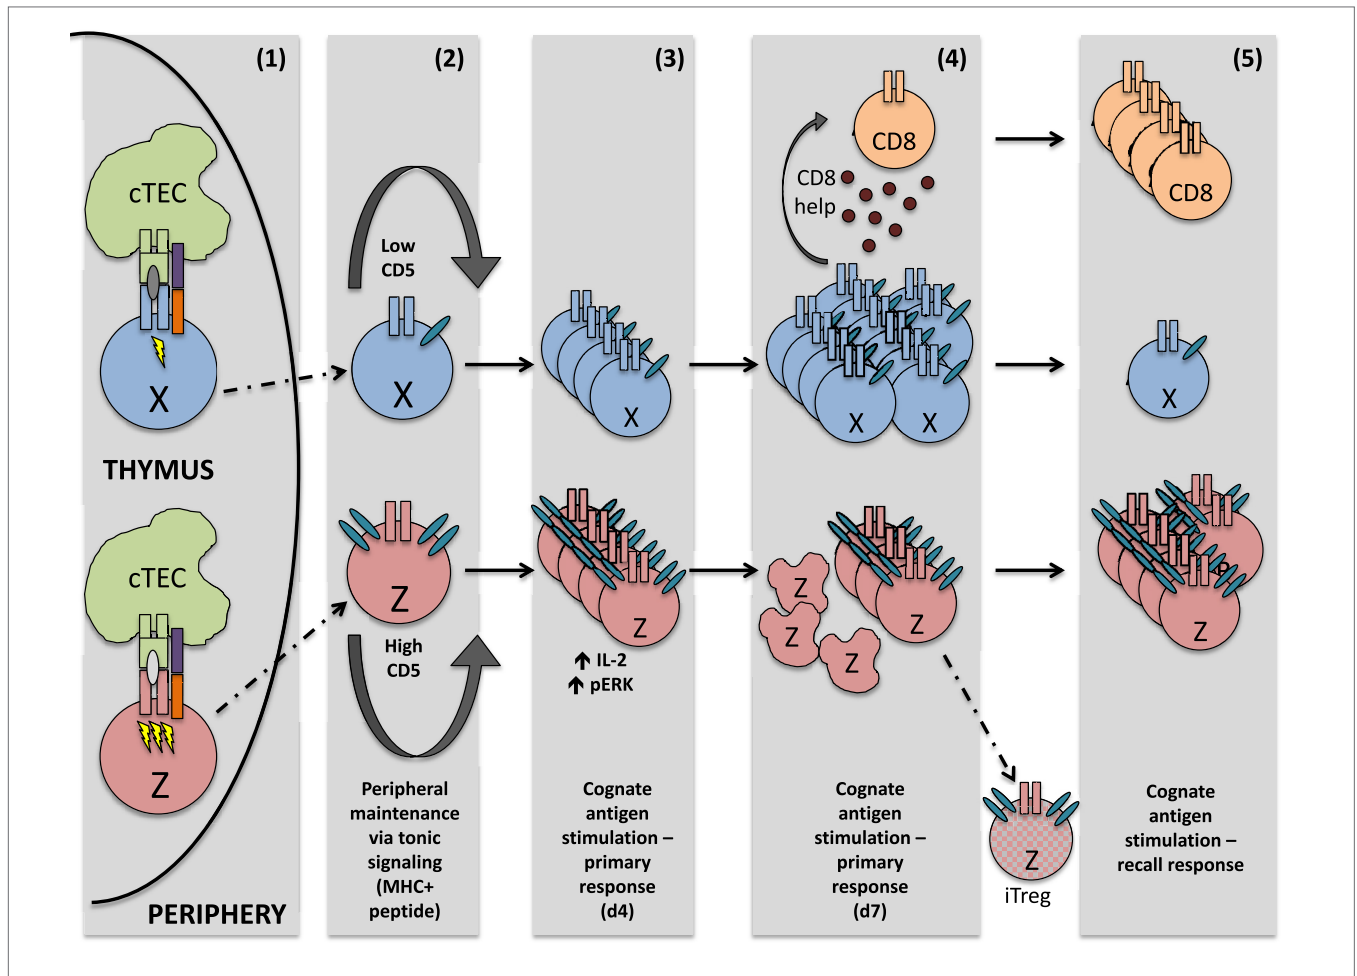 (1)
cTEC
X
THYMUS
cTEC
Z
PERIPHERY
(2)
Low
CD5
X
Z
High
CD5
Peripheral
maintenance
via tonic
signaling
(MHC+
peptide)
(3)
X
Z
IL-2
pERK
Cognate
antigen
stimulation –
primary
response
(d4)
(4)
CD8
CD8
help
X
X
Z
Z
Z
Z
Cognate
antigen
stimulation –
primary
response
(d7)
Z
iTreg
(5)
CD8
X
Z
Cognate
antigen
stimulation –
recall response